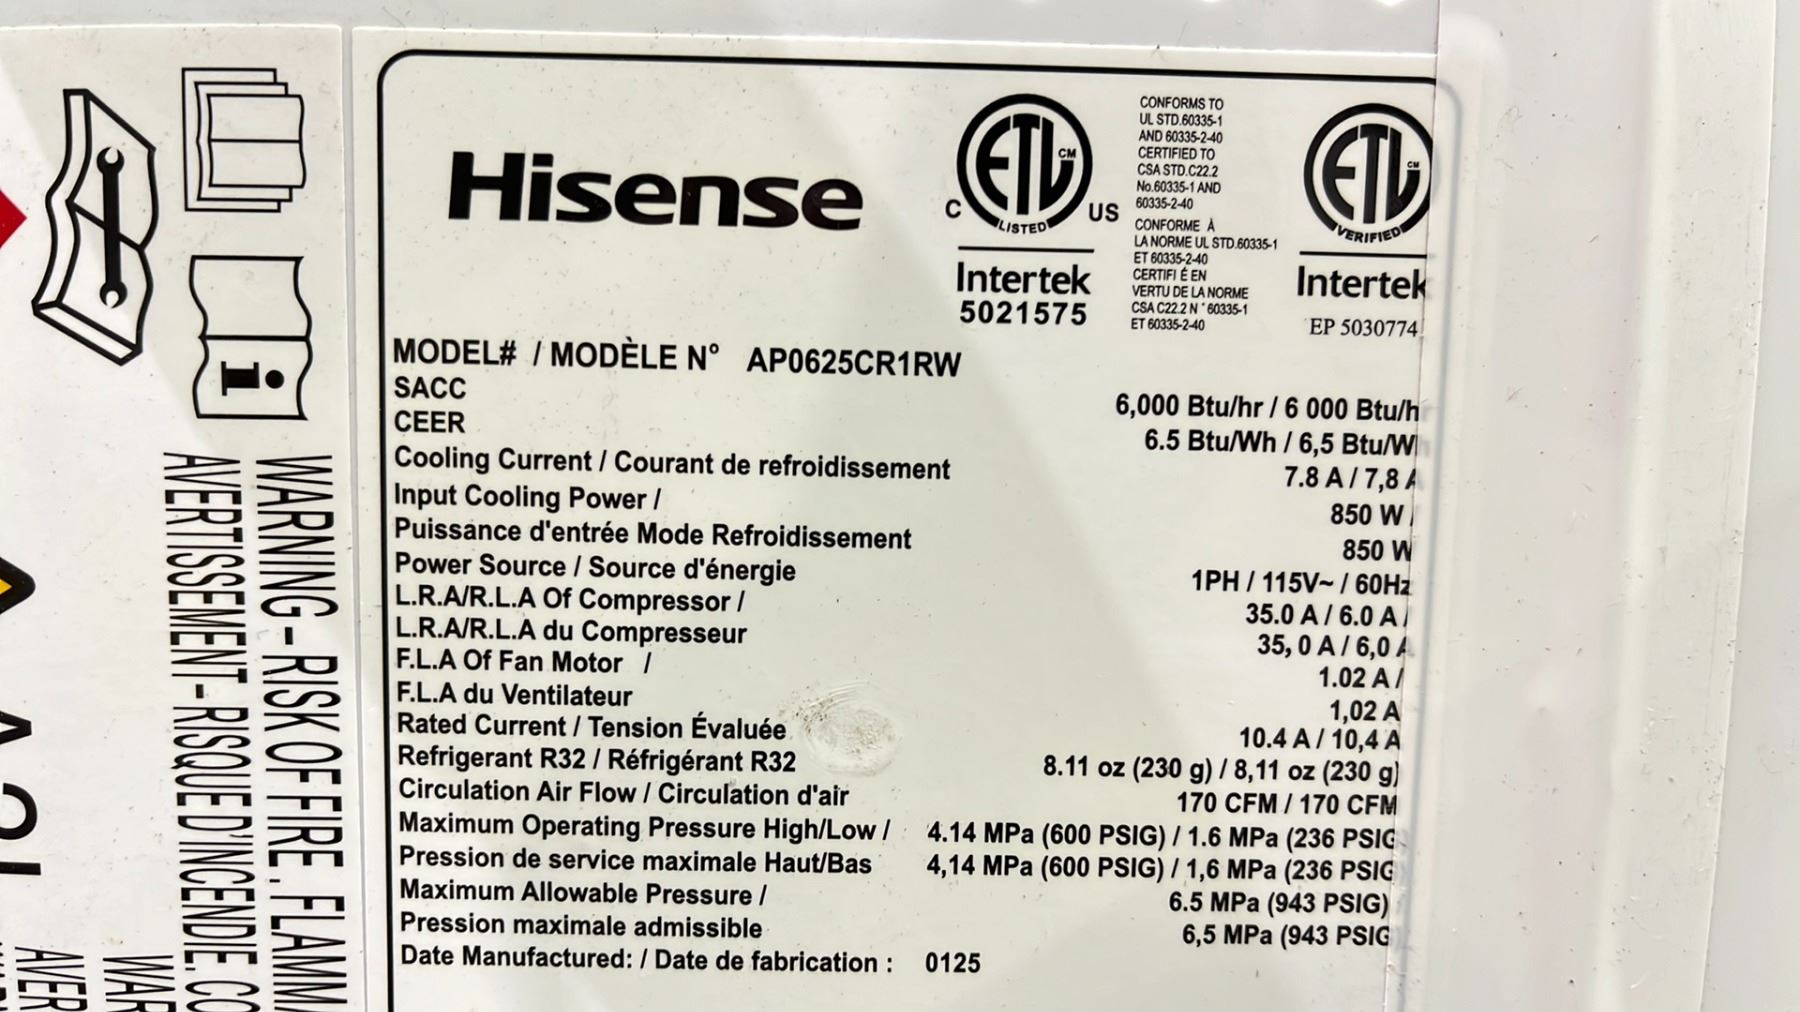 Hisense
ETL
CM
C
US
LISTED
Intertek
5021575
CONFORMS TO
UL STD.60335-1
AND 60335-2-40
CERTIFIED TO
CSA STD.C22.2
No.60335-1 AND
60335-2-40
CONFORME À
LA NORME UL STD.60335-1
ET 60335-2-40
CERTIFI É EN
VERTU DE LA NORME
CSA C22.2 N ° 60335-1
ET 60335-2-40
ETL
CM
VERIFIED
Intertek
EP 5030774
MODEL# / MODÈLE N° AP0625CR1RW
SACC 6,000 Btu/hr / 6 000 Btu/h
CEER 6.5 Btu/Wh / 6,5 Btu/W
Cooling Current / Courant de refroidissement 7.8 A / 7,8 A
Input Cooling Power / 850 W /
Puissance d'entrée Mode Refroidissement 850 W
Power Source / Source d'énergie 1PH / 115V~ / 60Hz
L.R.A/R.L.A Of Compressor / 35.0 A / 6.0 A /
L.R.A/R.L.A du Compresseur 35, 0 A / 6,0 A
F.L.A Of Fan Motor / 1.02 A /
F.L.A du Ventilateur 1,02 A
Rated Current / Tension Évaluée 10.4 A / 10,4 A
Refrigerant R32 / Réfrigérant R32 8.11 oz (230 g) / 8,11 oz (230 g)
Circulation Air Flow / Circulation d'air 170 CFM / 170 CFM
Maximum Operating Pressure High/Low / 4.14 MPa (600 PSIG) / 1.6 MPa (236 PSIG
Pression de service maximale Haut/Bas 4,14 MPa (600 PSIG) / 1,6 MPa (236 PSIG
Maximum Allowable Pressure / 6.5 MPa (943 PSIG)
Pression maximale admissible 6,5 MPa (943 PSIG
Date Manufactured: / Date de fabrication : 0125
WARNING - RISK OF FIRE. FLAMM
AVERTISSEMENT - RISQUE D'INCENDIE. CO
WAR
AVER